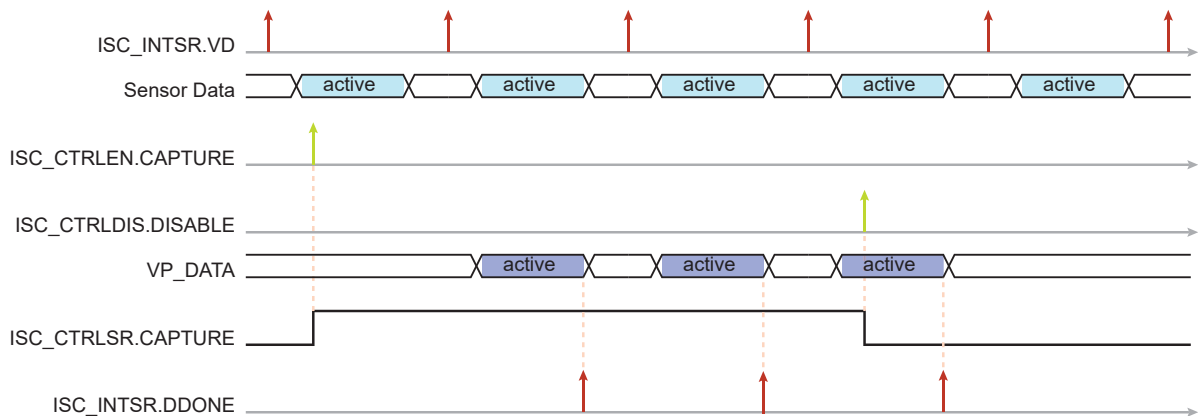 ISC_INTSR.VD
Sensor Data active active active active active
ISC_CTRLEN.CAPTURE
ISC_CTRLDIS.DISABLE
VP_DATA active active active
ISC_CTRLSR.CAPTURE
ISC_INTSR.DDONE